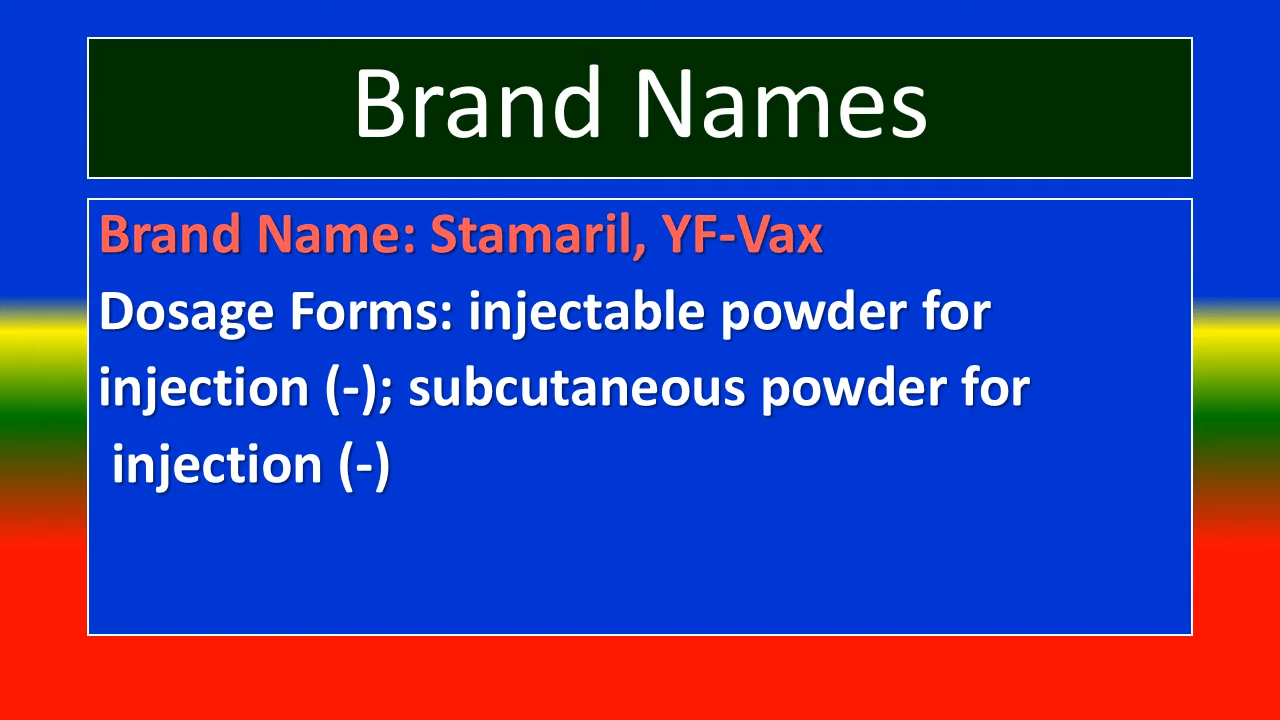 Brand Names
Brand Name: Stamaril, YF-Vax
Dosage Forms: injectable powder for
injection (-); subcutaneous powder for
injection (-)